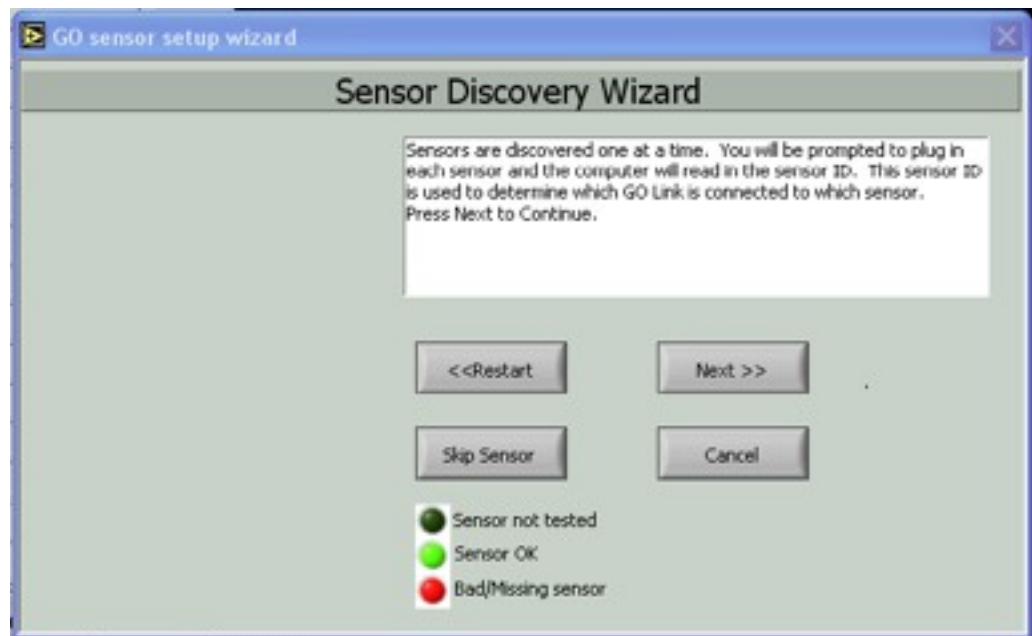 GO sensor setup wizard
Sensor Discovery Wizard
Sensors are discovered one at a time. You will be prompted to plug in
each sensor and the computer will read in the sensor ID. This sensor ID
is used to determine which GO Link is connected to which sensor.
Press Next to Continue.
<<Restart
Next >>
Skip Sensor
Cancel
Sensor not tested
Sensor OK
Bad/Missing sensor